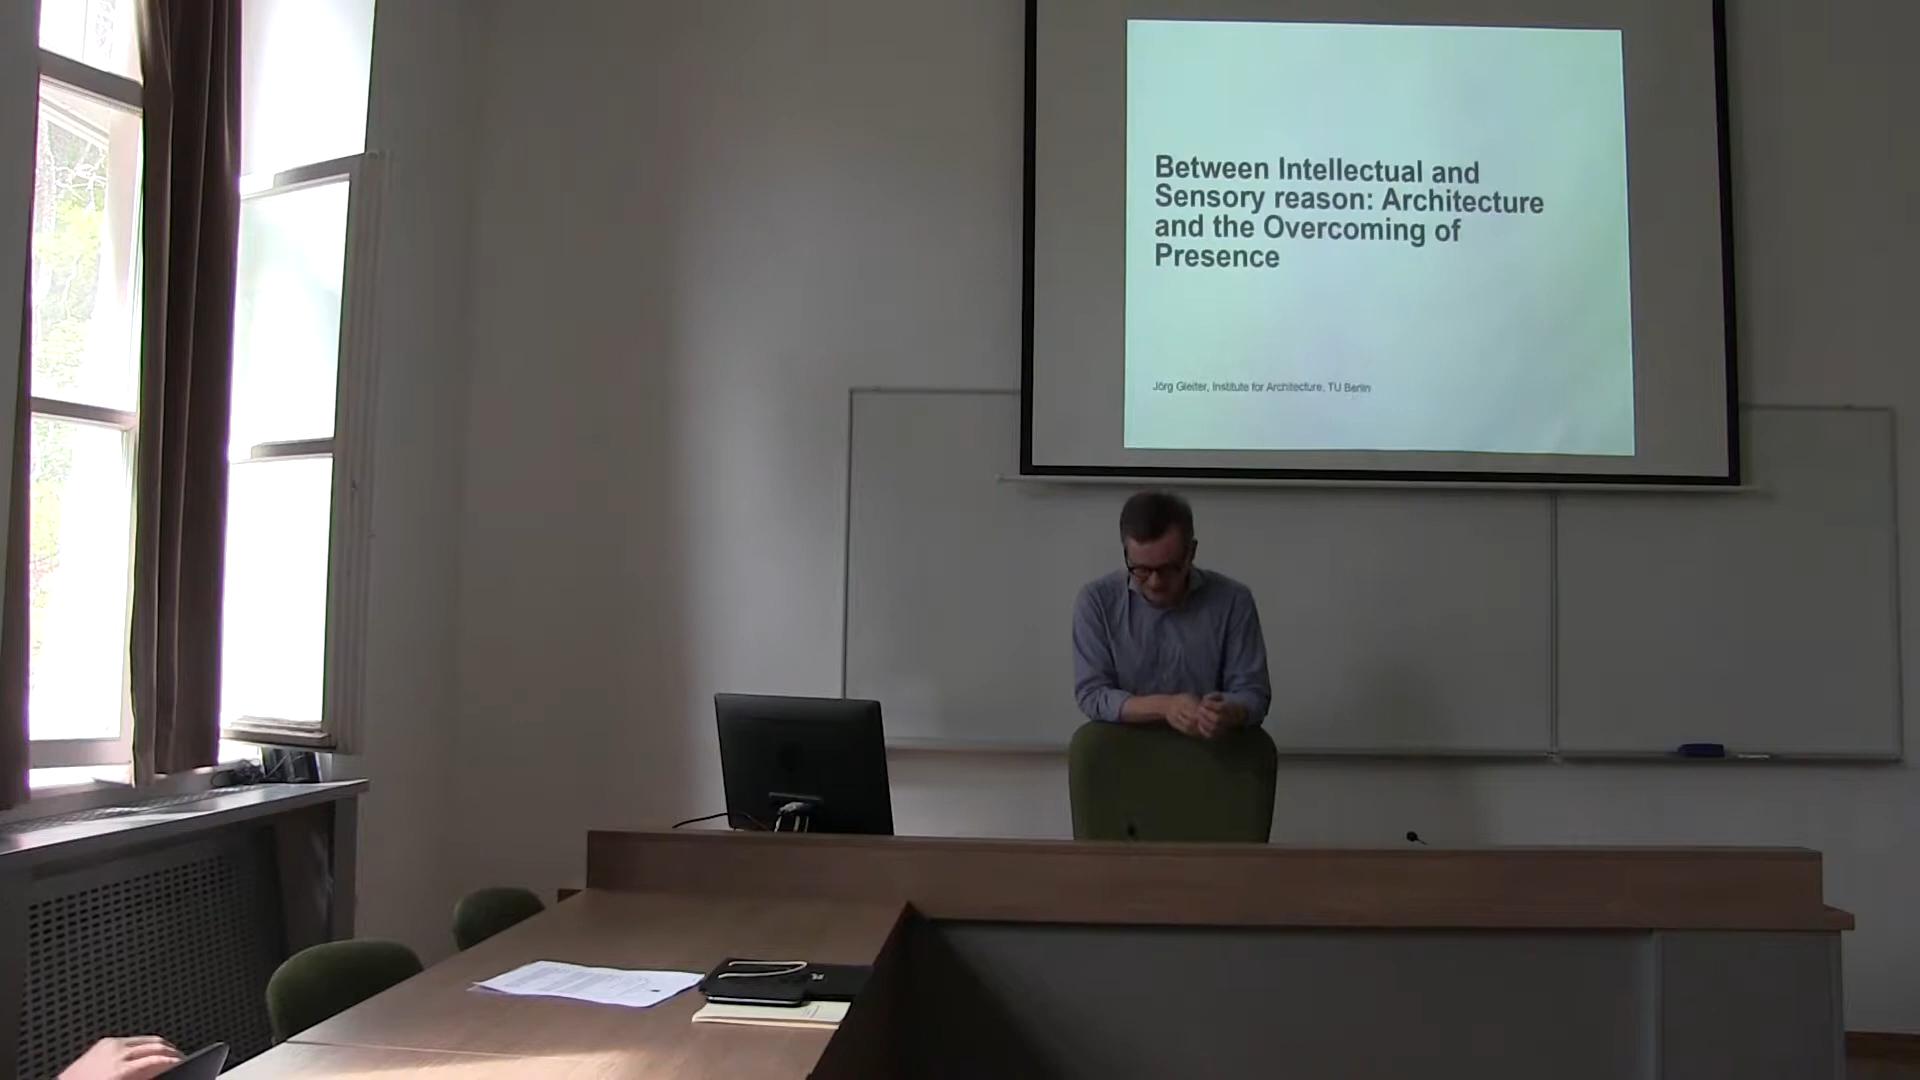 Between Intellectual and
Sensory reason: Architecture
and the Overcoming of
Presence
Jörg Gleiter, Institute for Architecture, TU Berlin